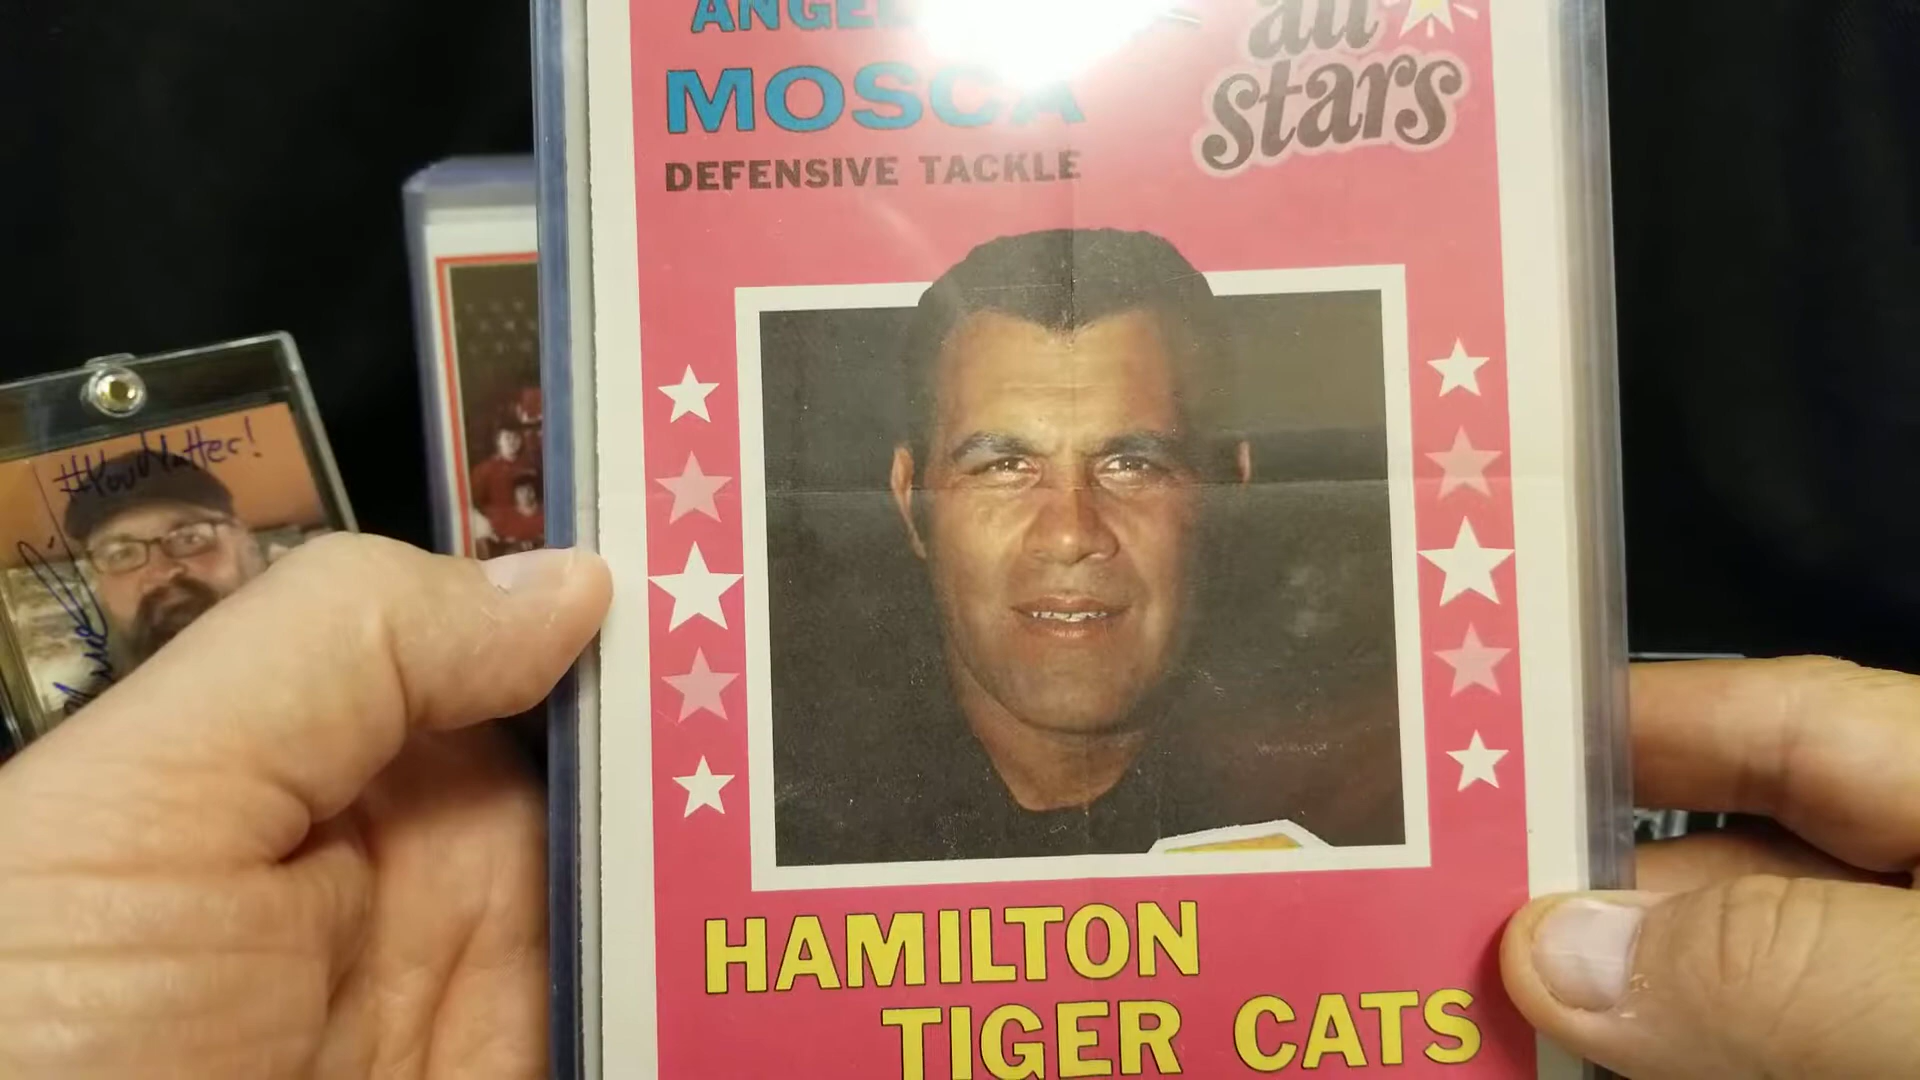 MOSCA
DEFENSIVE TACKLE
all
stars
HAMILTON
TIGER CATS
#YouMatter!